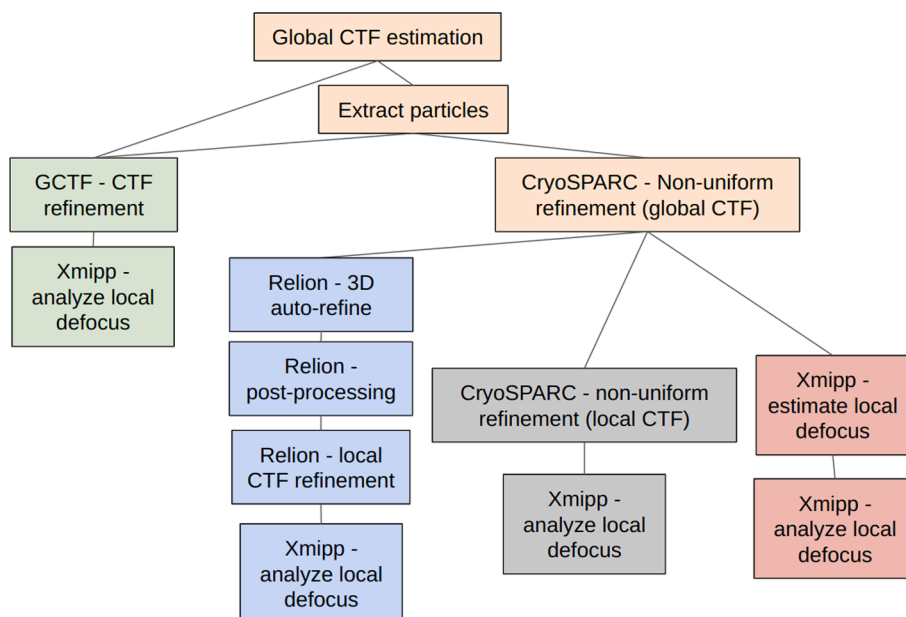 Global CTF estimation
Extract particles
GCTF - CTF
refinement
Xmipp -
analyze local
defocus
CryoSPARC - Non-uniform
refinement (global CTF)
Relion - 3D
auto-refine
Relion -
post-processing
Relion - local
CTF refinement
Xmipp -
analyze local
defocus
CryoSPARC - non-uniform
refinement (local CTF)
Xmipp -
analyze local
defocus
Xmipp -
estimate local
defocus
Xmipp -
analyze local
defocus